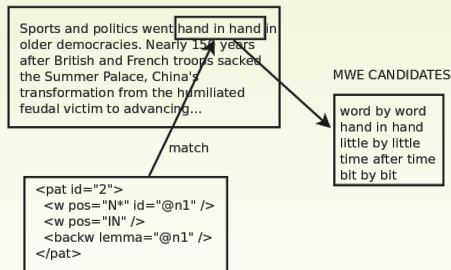 Sports and politics went hand in hand in
older democracies. Nearly 150 years
after British and French troops sacked
the Summer Palace, China's
transformation from the humiliated
feudal victim to advancing...
MWE CANDIDATES
word by word
hand in hand
little by little
time after time
bit by bit
match
<pat id="2">
<w pos="N*" id="@n1" />
<w pos="IN" />
<backw lemma="@n1" />
</pat>